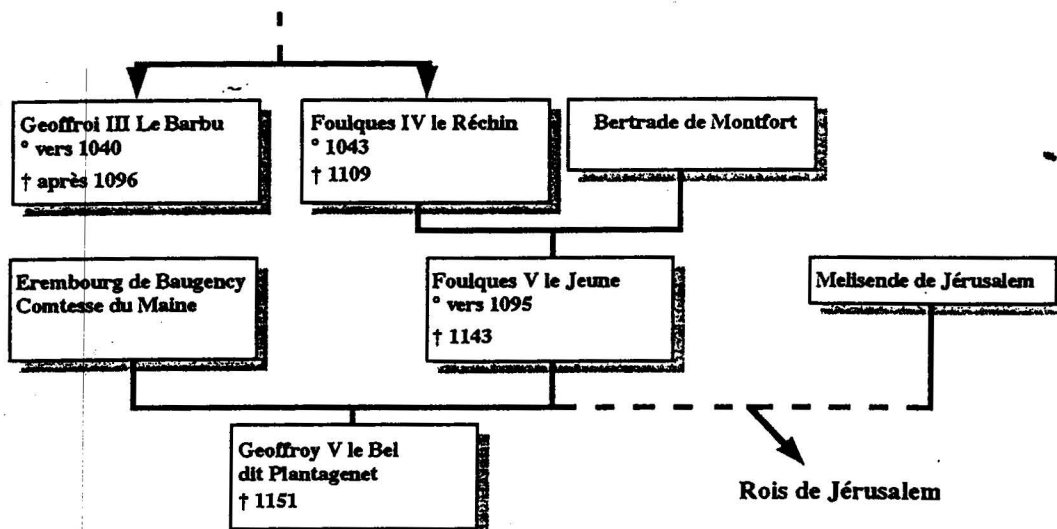 Geoffroi III Le Barbu
° vers 1040
† après 1096
Foulques IV le Réchin
° 1043
† 1109
Bertrade de Montfort
Erembourg de Baugency
Comtesse du Maine
Foulques V le Jeune
° vers 1095
† 1143
Melisende de Jérusalem
Geoffroy V le Bel
dit Plantagenet
† 1151
Rois de Jérusalem